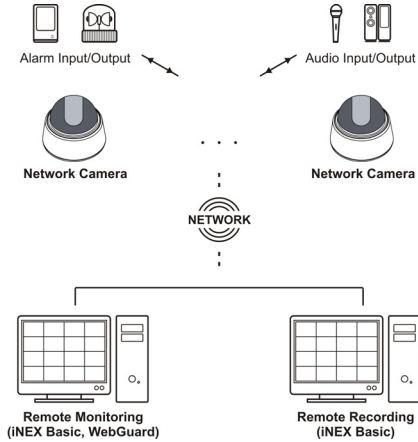 Alarm Input/Output
Audio Input/Output
Network Camera
Network Camera
NETWORK
Remote Monitoring
(iNEX Basic, WebGuard)
Remote Recording
(iNEX Basic)